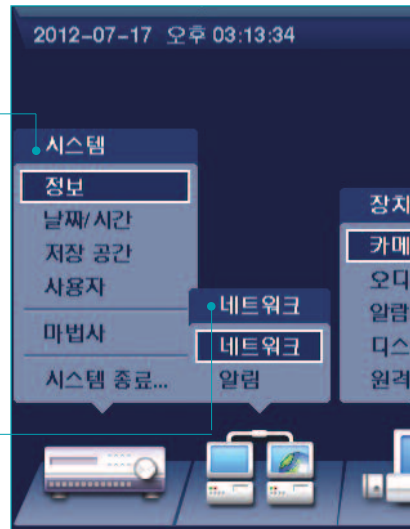 2012-07-17 오후 03:13:34
시스템
정보
날짜/시간
저장 공간
사용자
마법사
시스템 종료...
네트워크
네트워크
알림
장치
카메
오디
알람
디스
원격